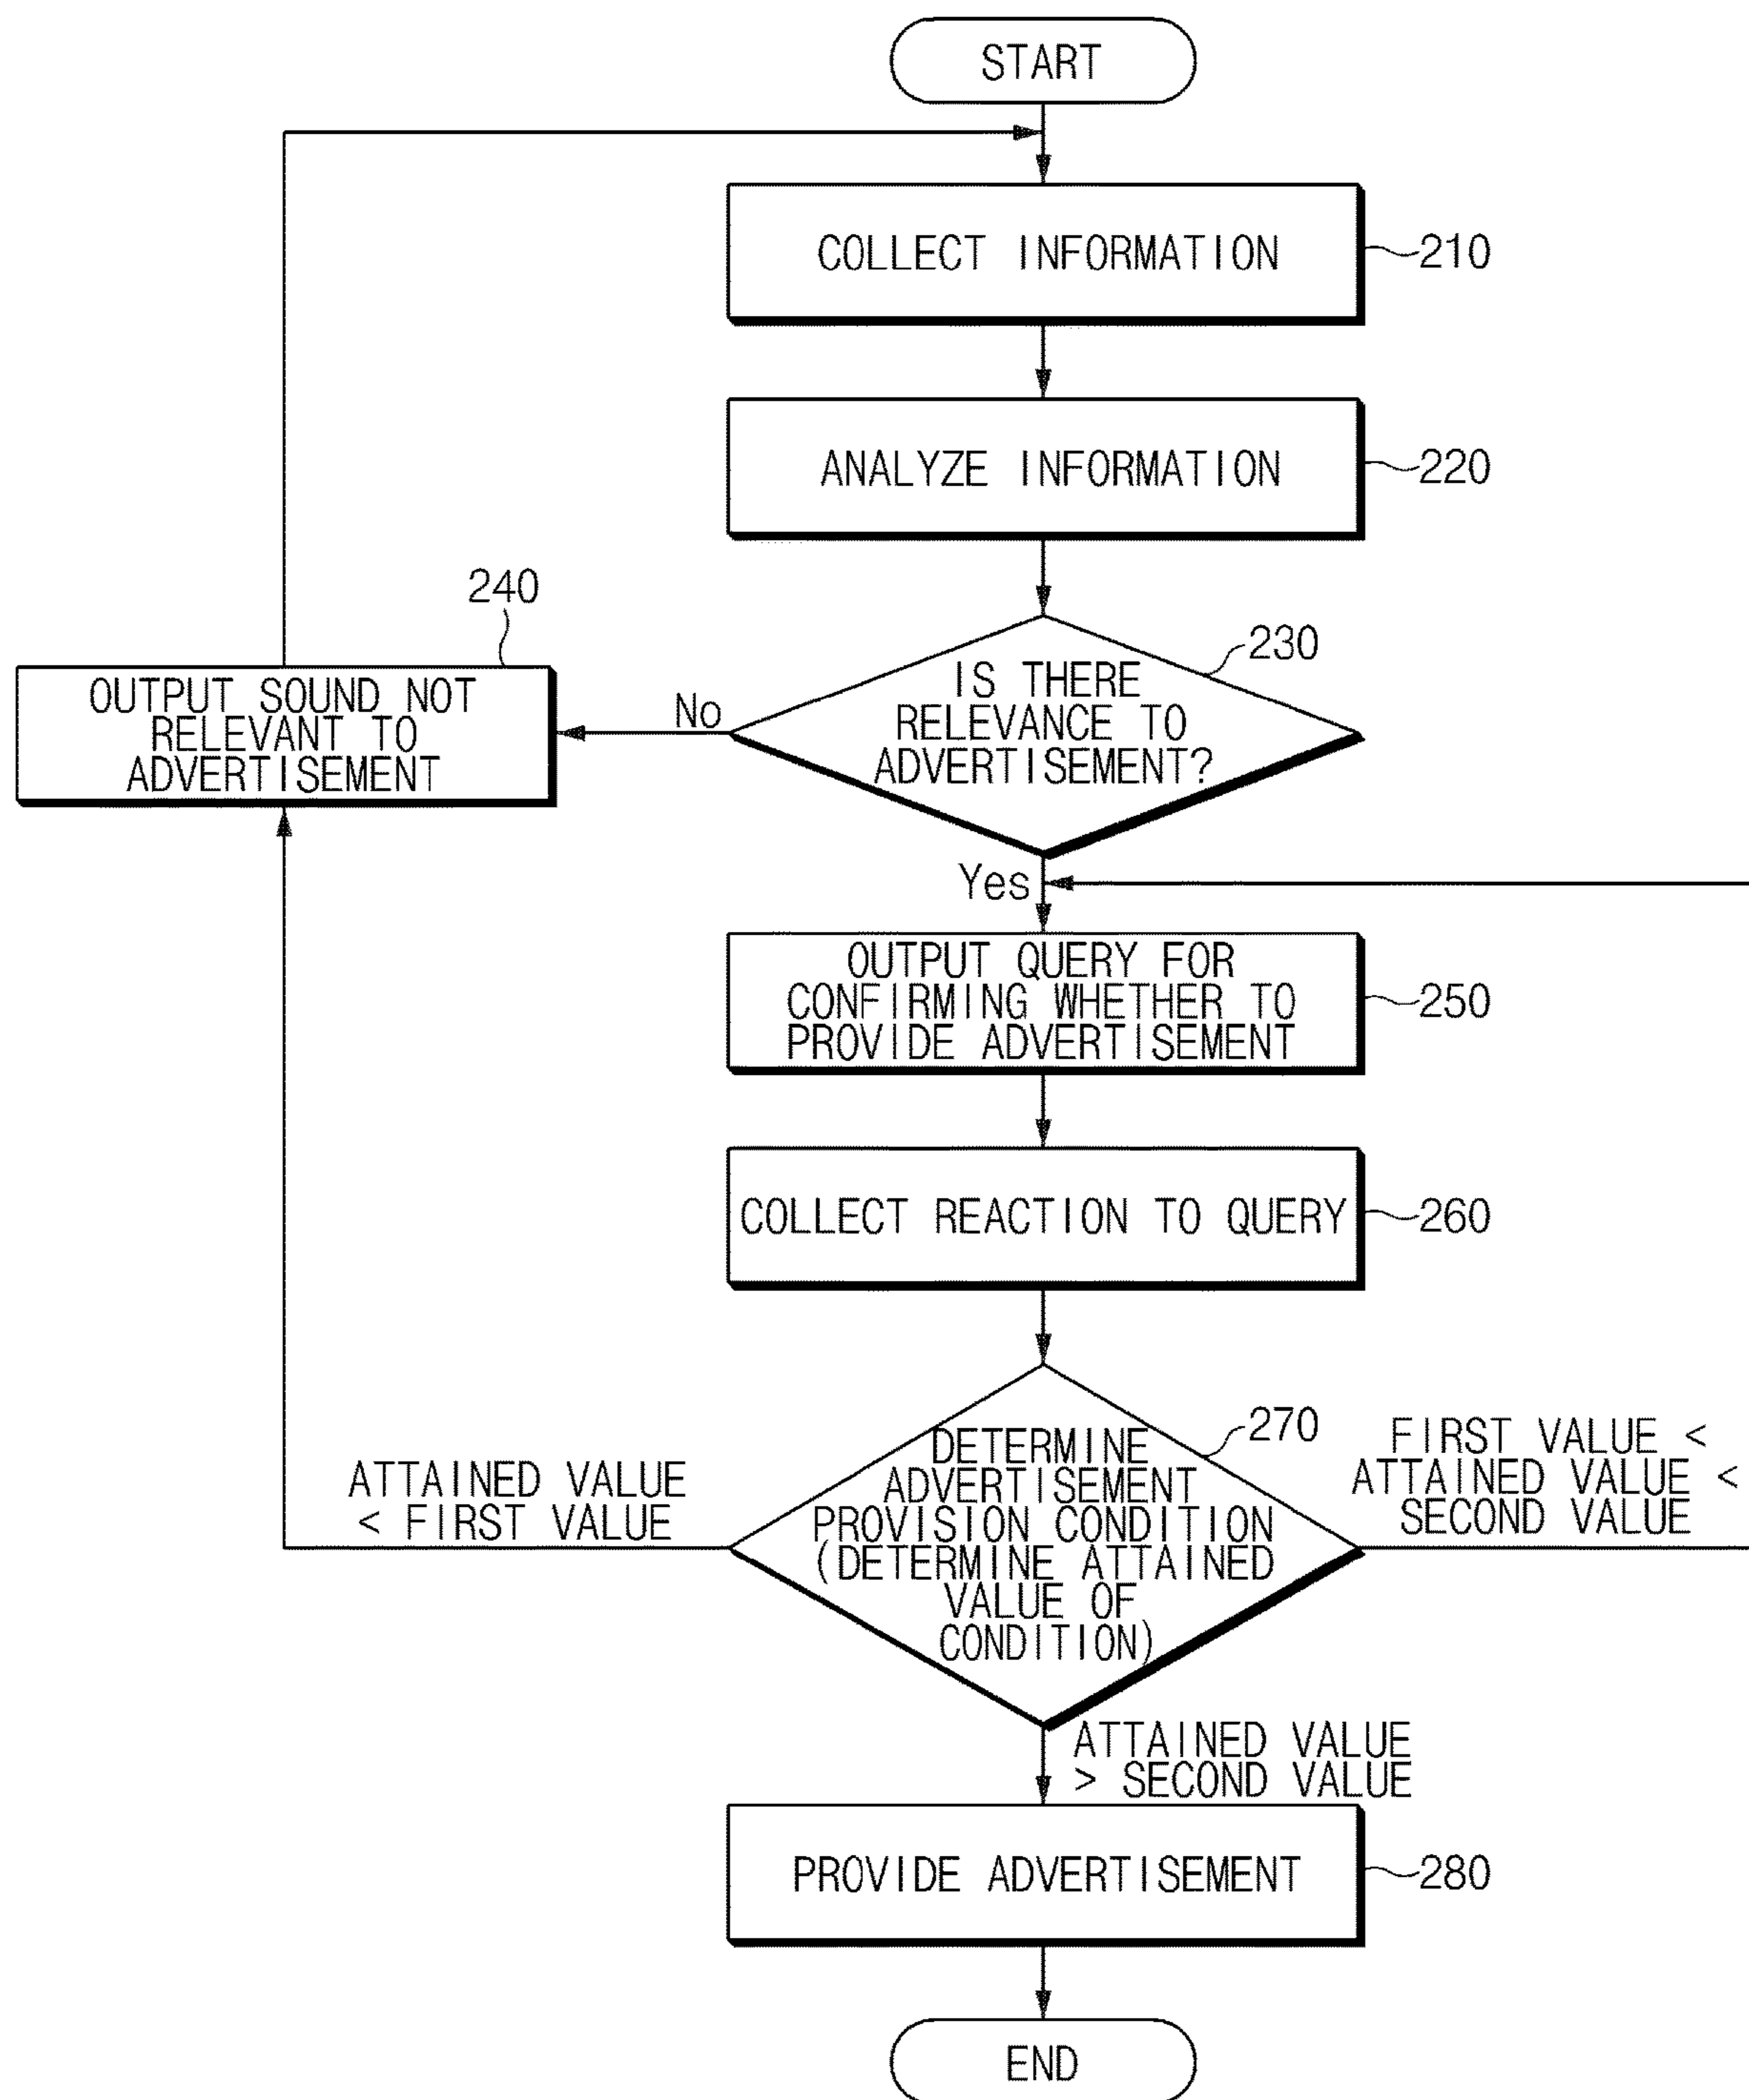 START
COLLECT INFORMATION
210
ANALYZE INFORMATION
220
240
230
IS THERE
RELEVANCE TO
ADVERTISEMENT?
OUTPUT SOUND NOT
RELEVANT TO
ADVERTISEMENT
No
Yes
OUTPUT QUERY FOR
CONFIRMING WHETHER TO
PROVIDE ADVERTISEMENT
250
COLLECT REACTION TO QUERY
260
270
DETERMINE
ADVERTISEMENT
PROVISION CONDITION
(DETERMINE ATTAINED
VALUE OF
CONDITION)
ATTAINED VALUE
< FIRST VALUE
FIRST VALUE <
ATTAINED VALUE <
SECOND VALUE
ATTAINED VALUE
> SECOND VALUE
PROVIDE ADVERTISEMENT
280
END